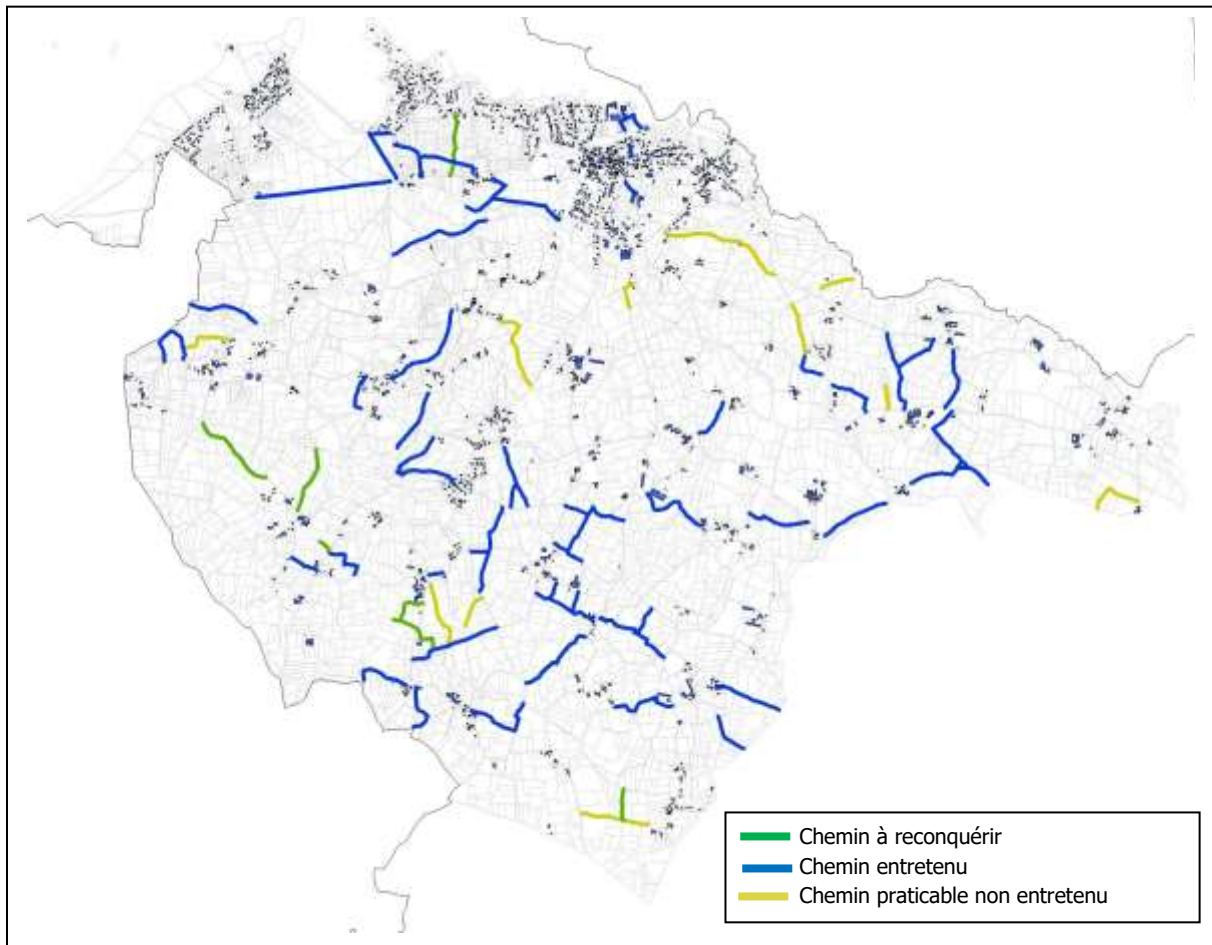 Chemin à reconquérir
Chemin entretenu
Chemin praticable non entretenu